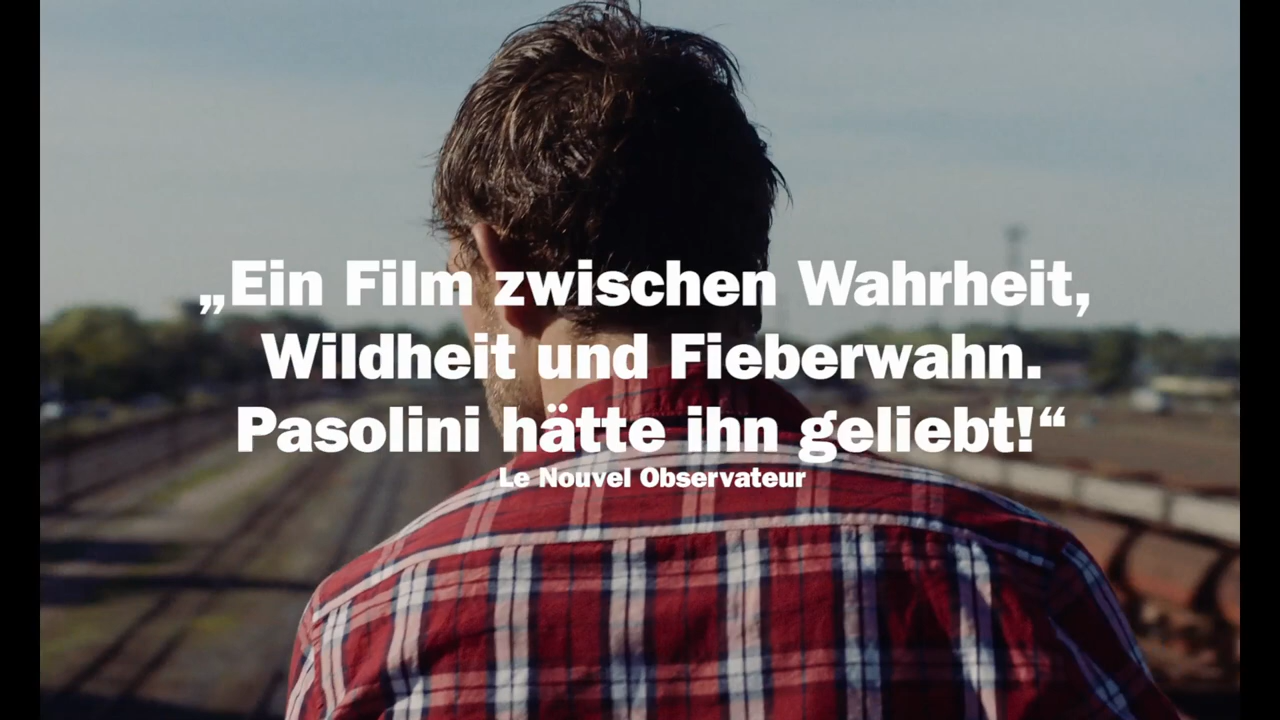 „Ein Film zwischen Wahrheit,
Wildheit und Fieberwahn.
Pasolini hätte ihn geliebt!“
Le Nouvel Observateur